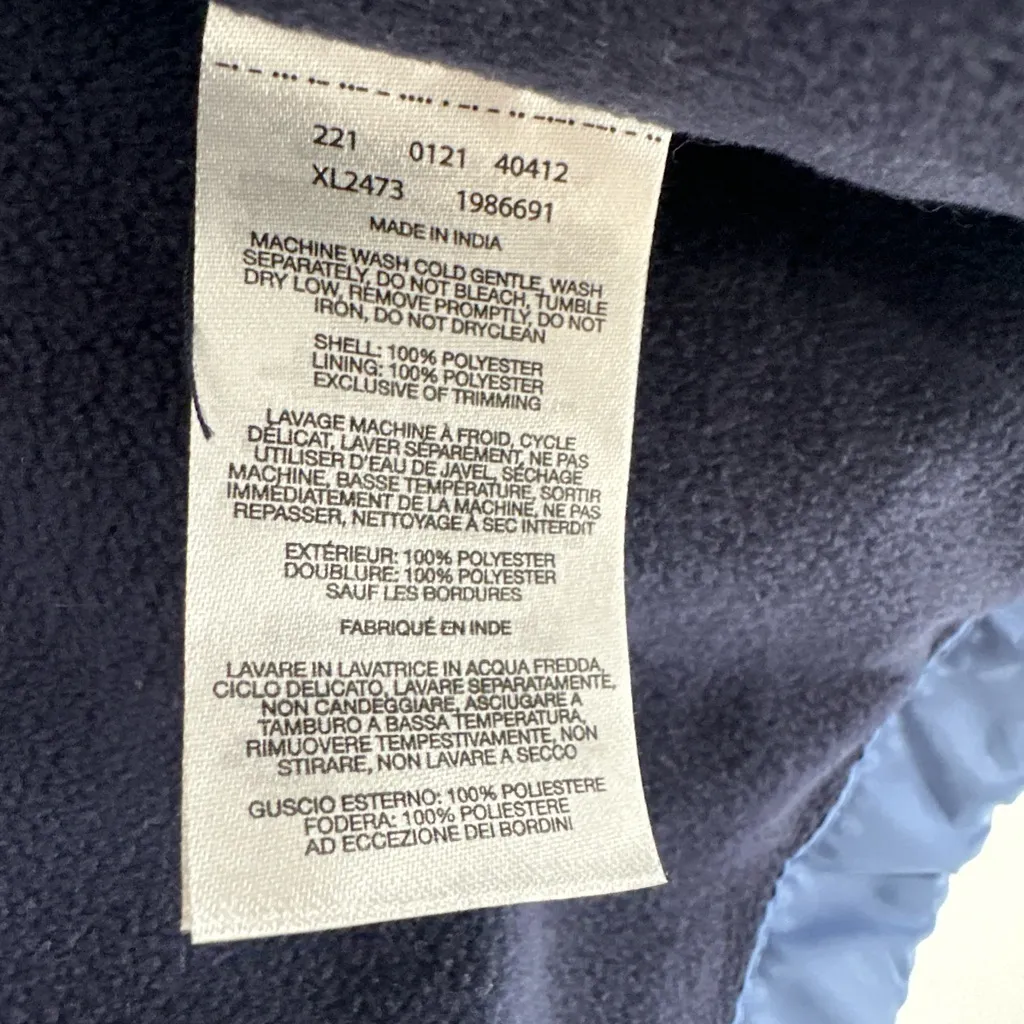 221 0121 40412
XL2473 1986691
MADE IN INDIA
MACHINE WASH COLD GENTLE, WASH
SEPARATELY, DO NOT BLEACH, TUMBLE
DRY LOW, REMOVE PROMPTLY, DO NOT
IRON, DO NOT DRYCLEAN
SHELL: 100% POLYESTER
LINING: 100% POLYESTER
EXCLUSIVE OF TRIMMING
LAVAGE MACHINE À FROID, CYCLE
DÉLICAT, LAVER SÉPARÉMENT, NE PAS
UTILISER D'EAU DE JAVEL, SÉCHAGE
MACHINE, BASSE TEMPÉRATURE, SORTIR
IMMÉDIATEMENT DE LA MACHINE, NE PAS
REPASSER, NETTOYAGE À SEC INTERDIT
EXTÉRIEUR: 100% POLYESTER
DOUBLURE: 100% POLYESTER
SAUF LES BORDURES
FABRIQUÉ EN INDE
LAVARE IN LAVATRICE IN ACQUA FREDDA,
CICLO DELICATO, LAVARE SEPARATAMENTE,
NON CANDEGGIARE, ASCIUGARE A
TAMBURO A BASSA TEMPERATURA,
RIMUOVERE TEMPESTIVAMENTE, NON
STIRARE, NON LAVARE A SECCO
GUSCIO ESTERNO: 100% POLIESTERE
FODERA: 100% POLIESTERE
AD ECCEZIONE DEI BORDINI